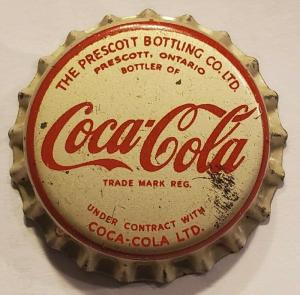 THE PRESCOTT BOTTLING CO. LTD.
PRESCOTT, ONTARIO
BOTTLER OF
Coca-Cola
TRADE MARK REG.
UNDER CONTRACT WITH
COCA-COLA LTD.